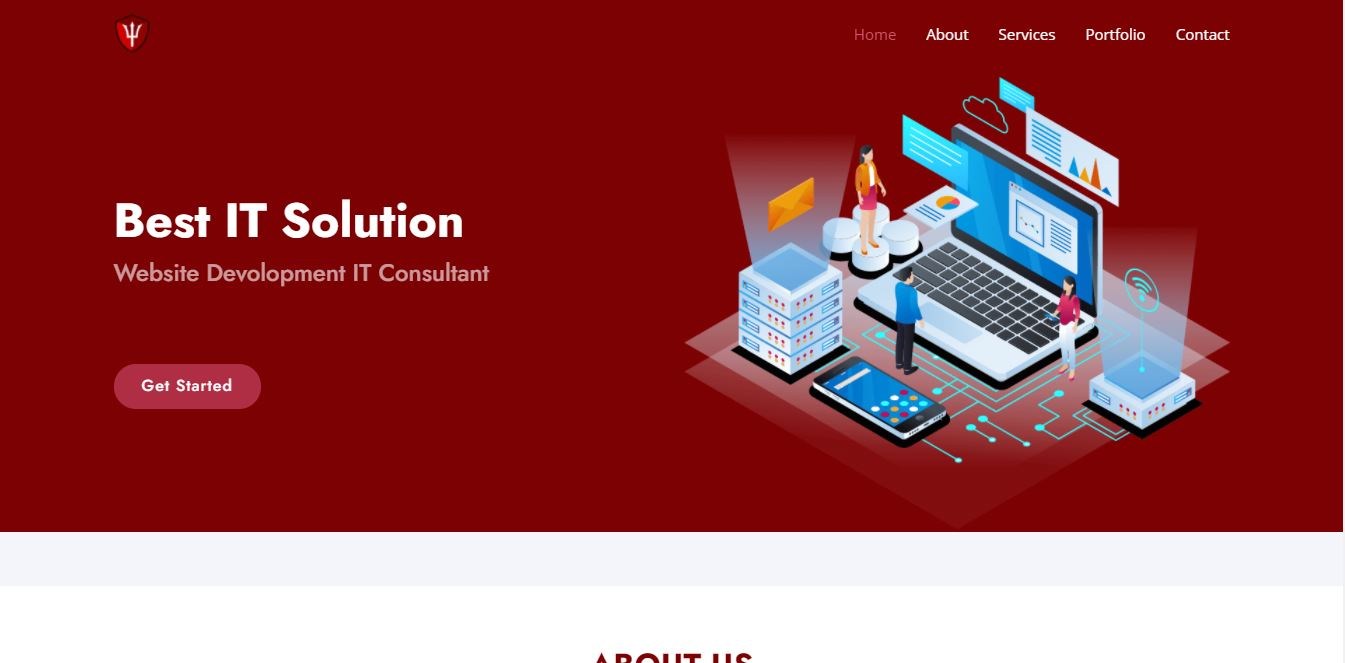 Home About Services Portfolio Contact
Best IT Solution
Website Devolopment IT Consultant
Get Started
ABOUT US